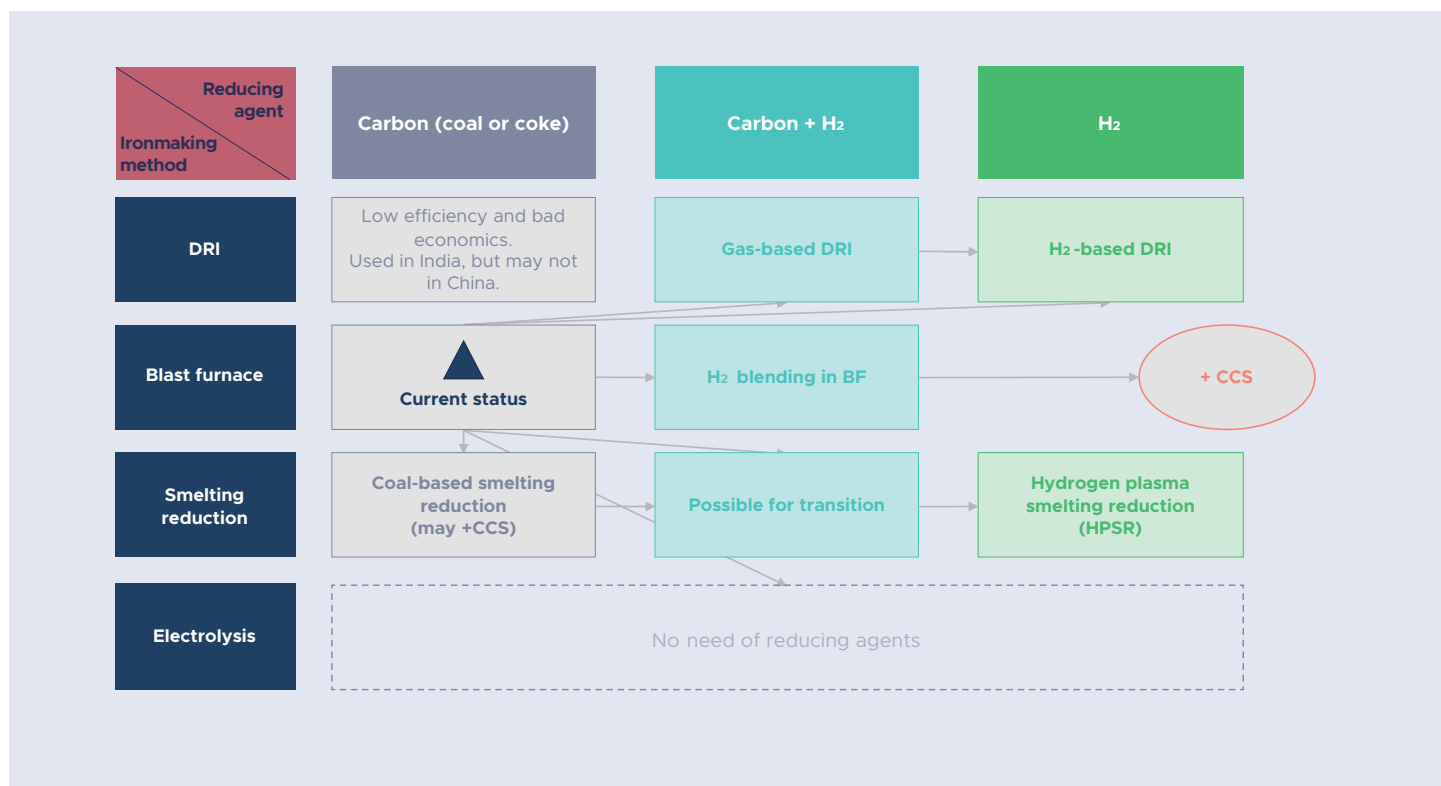 Reducing
agent
Ironmaking
method
Carbon (coal or coke)
Carbon + H₂
H₂
DRI
Low efficiency and bad
economics.
Used in India, but may not
in China.
Gas-based DRI
H₂-based DRI
Blast furnace
Current status
H₂ blending in BF
+ CCS
Smelting
reduction
Coal-based smelting
reduction
(may +CCS)
Possible for transition
Hydrogen plasma
smelting reduction
(HPSR)
Electrolysis
No need of reducing agents